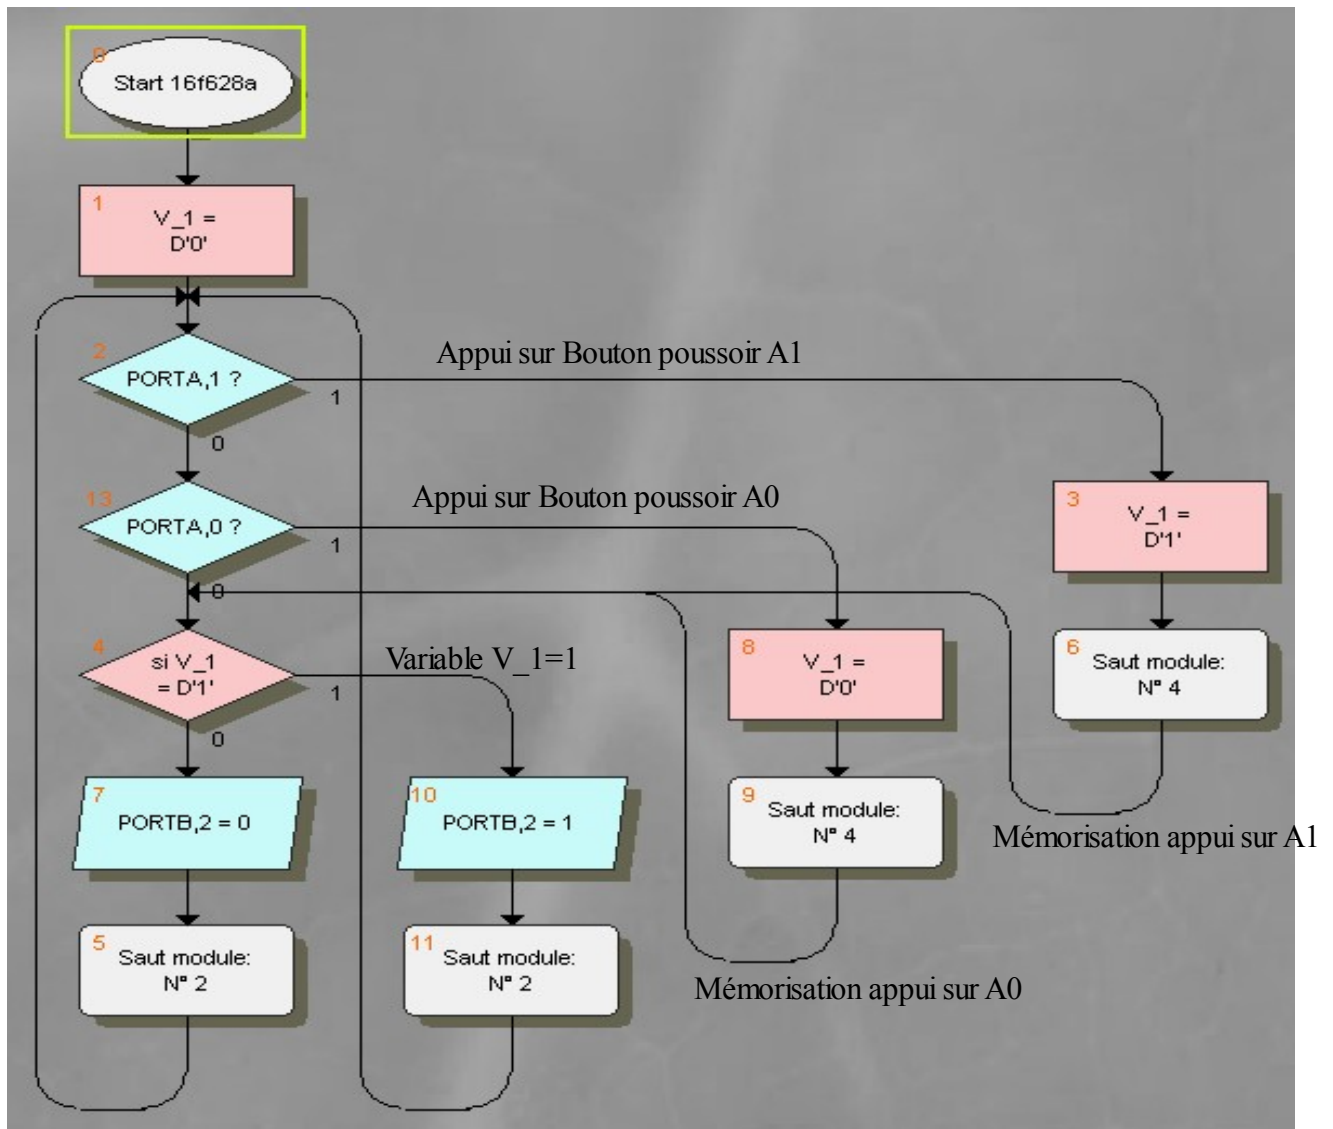 0
Start 16f628a
1
V_1 =
D'0'
2
PORTA,1 ?
1
0
Appui sur Bouton poussoir A1
13
PORTA,0 ?
1
0
Appui sur Bouton poussoir A0
3
V_1 =
D'1'
4
si V_1
= D'1'
1
0
Variable V_1=1
8
V_1 =
D'0'
6
Saut module:
N° 4
7
PORTB,2 = 0
10
PORTB,2 = 1
9
Saut module:
N° 4
Mémorisation appui sur A1
5
Saut module:
N° 2
11
Saut module:
N° 2
Mémorisation appui sur A0